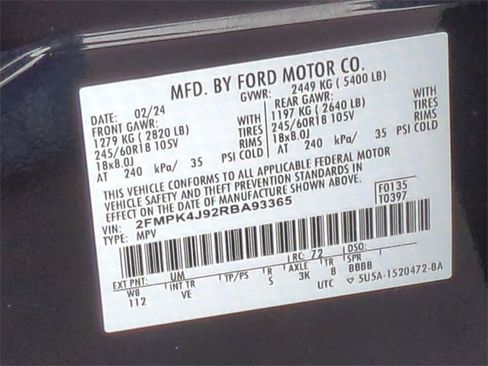 MFD. BY FORD MOTOR CO.
DATE: 02/24 GVWR: 2449 KG ( 5400 LB)
FRONT GAWR: REAR GAWR:
1279 KG ( 2820 LB) WITH 1197 KG ( 2640 LB) WITH
245/60R18 105V TIRES 245/60R18 105V TIRES
18x8.0J RIMS 18x8.0J RIMS
AT 240 kPa/ 35 PSI COLD AT 240 kPa/ 35 PSI COLD
THIS VEHICLE CONFORMS TO ALL APPLICABLE FEDERAL MOTOR
VEHICLE SAFETY AND THEFT PREVENTION STANDARDS IN
EFFECT ON THE DATE OF MANUFACTURE SHOWN ABOVE.
VIN: 2FMPK4J92RBA93365 F0135
TYPE: MPV T0397
EXT PNT: UM RC: 72 DSO:
WB INT TR TP/PS R AXLE TR SPR
112 VE S 3K 8 BBBB
UTC 5U5A-1520472-BA